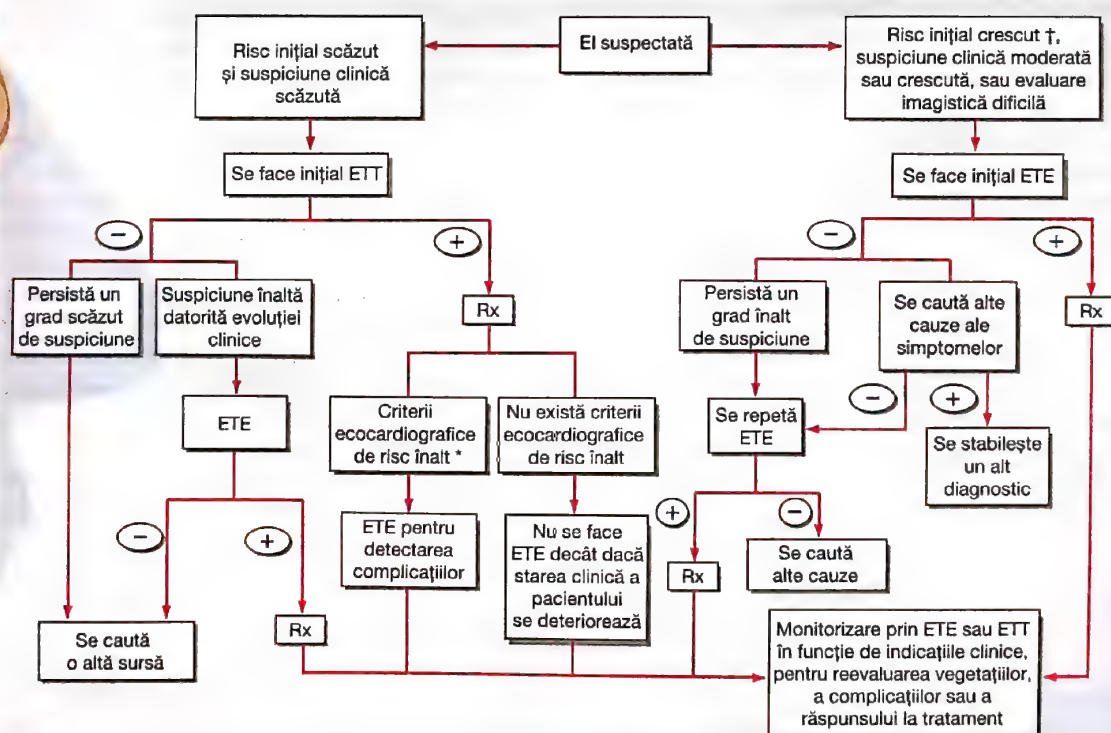 EI suspectată
Risc inițial scăzut
și suspiciune clinică
scăzută
Risc inițial crescut †,
suspiciune clinică moderată
sau crescută, sau evaluare
imagistică dificilă
Se face inițial ETT
Se face inițial ETE
−
+
−
+
Persistă un
grad scăzut
de suspiciune
Suspiciune înaltă
datorită evoluției
clinice
Rx
Persistă un
grad înalt
de suspiciune
Se caută alte
cauze ale
simptomelor
Rx
ETE
Criterii
ecocardiografice
de risc înalt *
Nu există criterii
ecocardiografice
de risc înalt
Se repetă
ETE
−
+
Se stabilește
un alt
diagnostic
−
+
ETE pentru
detectarea
complicațiilor
Nu se face
ETE decât dacă
starea clinică a
pacientului
se deteriorează
+
−
Rx
Se caută
alte cauze
Se caută
o altă sursă
Rx
Monitorizare prin ETE sau ETT
în funcție de indicațiile clinice,
pentru reevaluarea vegetațiilor,
a complicațiilor sau a
răspunsului la tratament